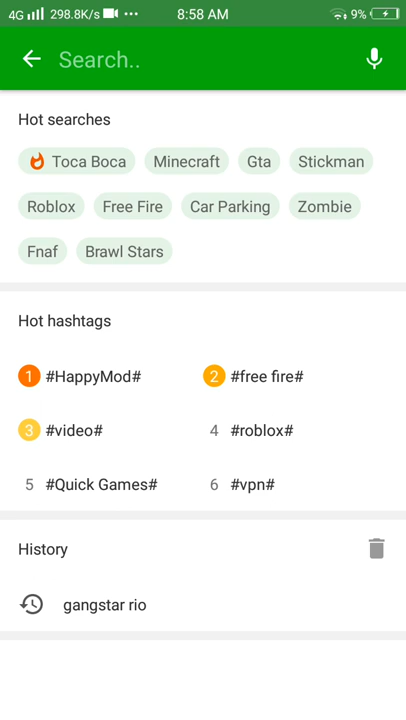 4G 298.8K/s ••• 8:58 AM 9%
Search..
Hot searches
Toca Boca Minecraft Gta Stickman
Roblox Free Fire Car Parking Zombie
Fnaf Brawl Stars
Hot hashtags
1 #HappyMod# 2 #free fire#
3 #video# 4 #roblox#
5 #Quick Games# 6 #vpn#
History
gangstar rio